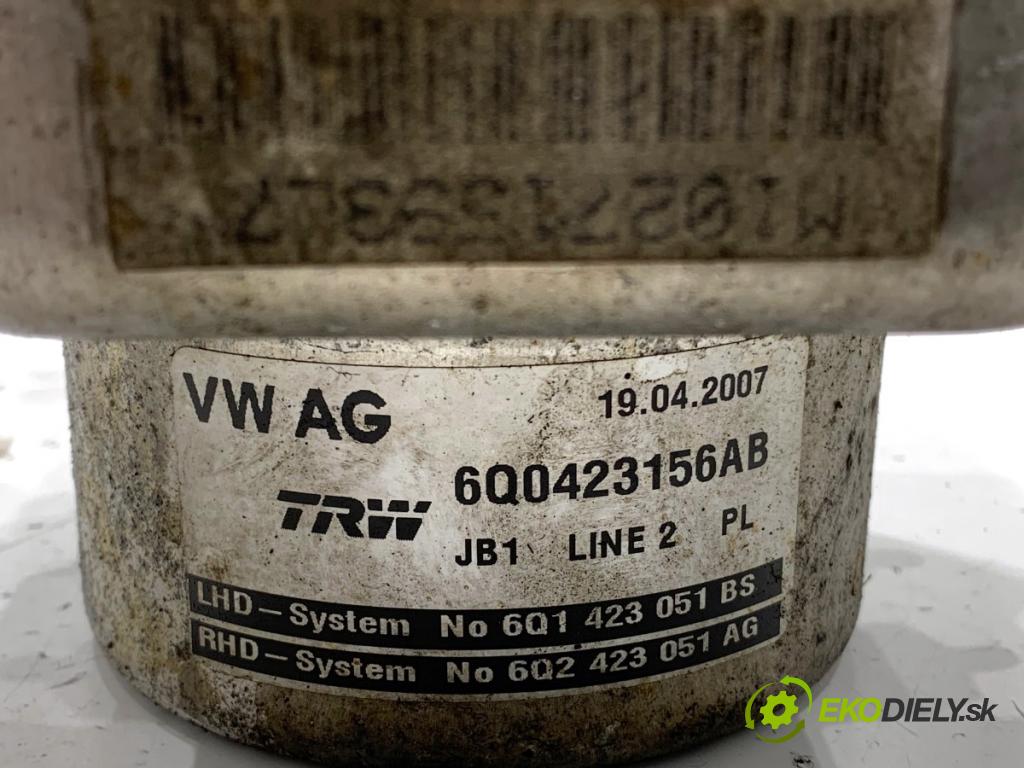 VW AG
19.04.2007
6Q0423156AB
TRW
JB1 LINE 2 PL
LHD-System No 6Q1 423 051 BS
RHD-System No 6Q2 423 051 AG
EKODIELY.sk